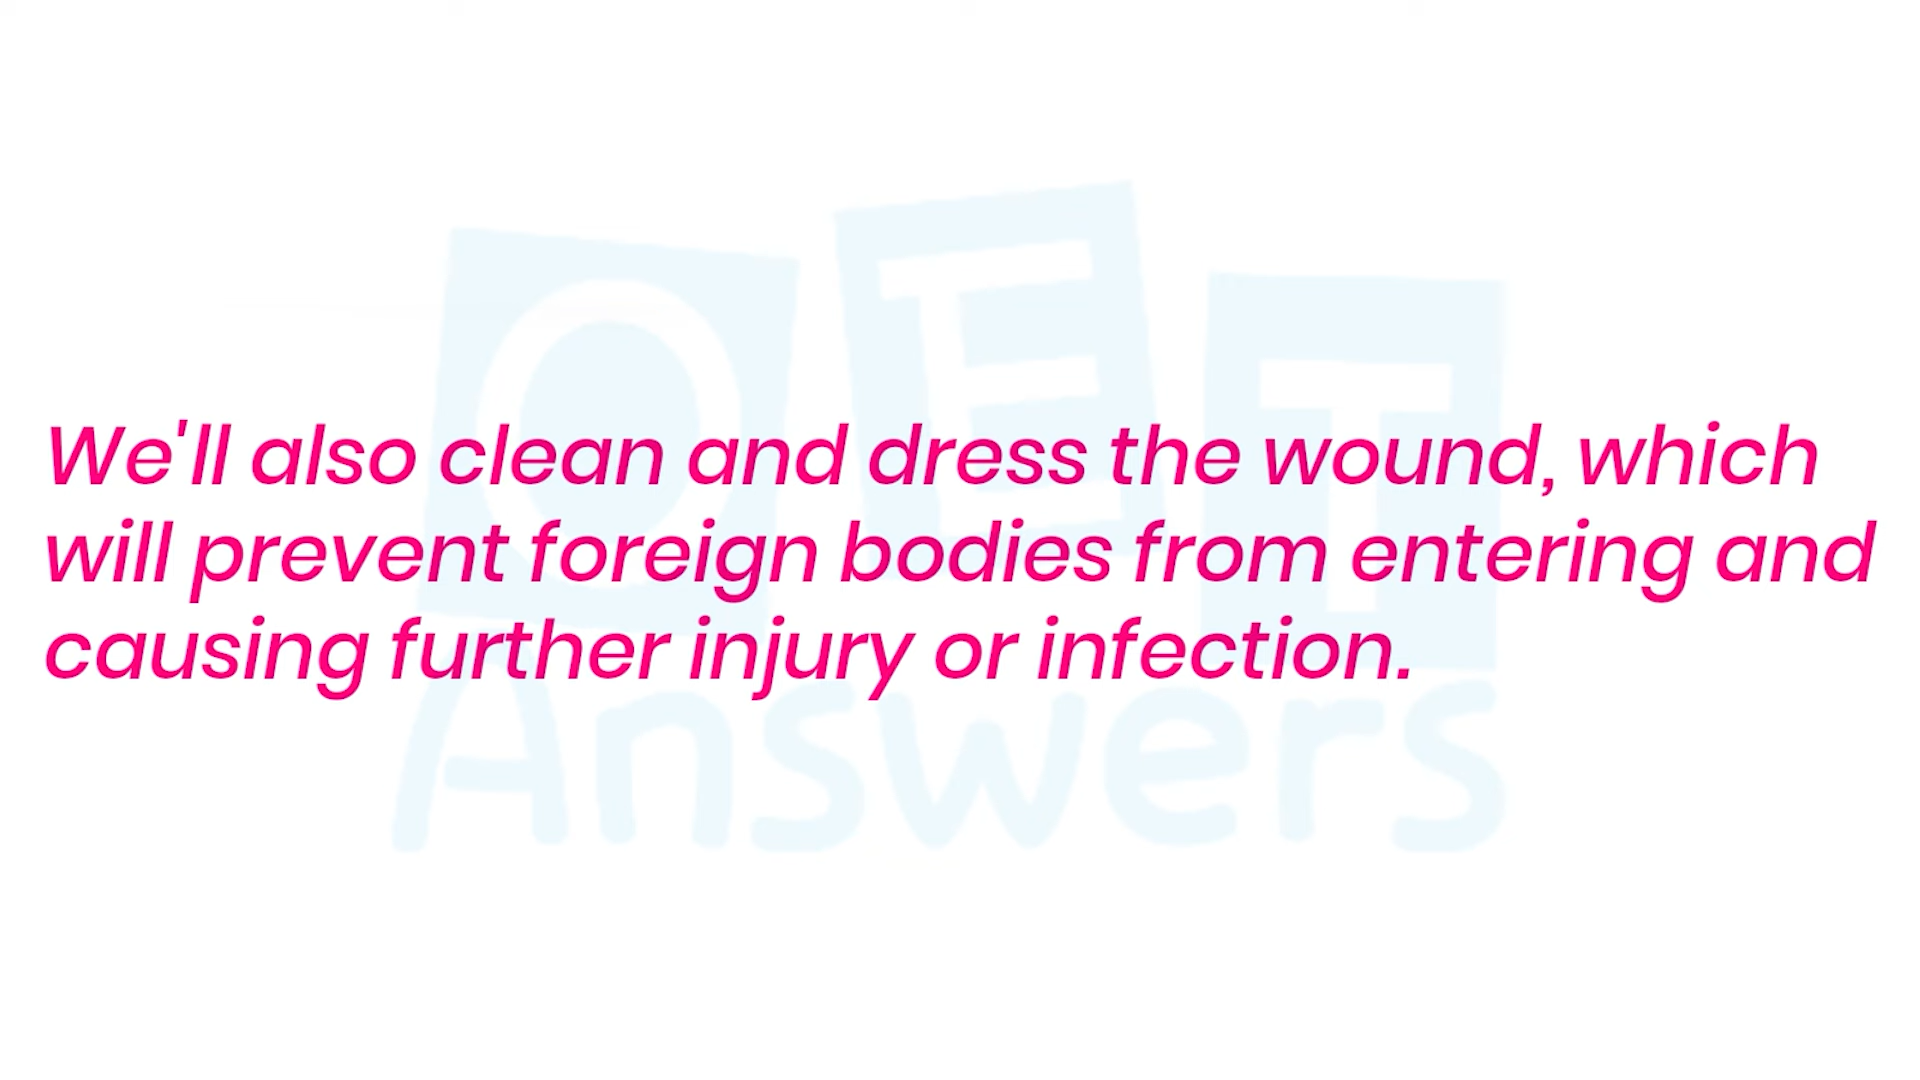 We'll also clean and dress the wound, which
will prevent foreign bodies from entering and
causing further injury or infection.
OET
Answers